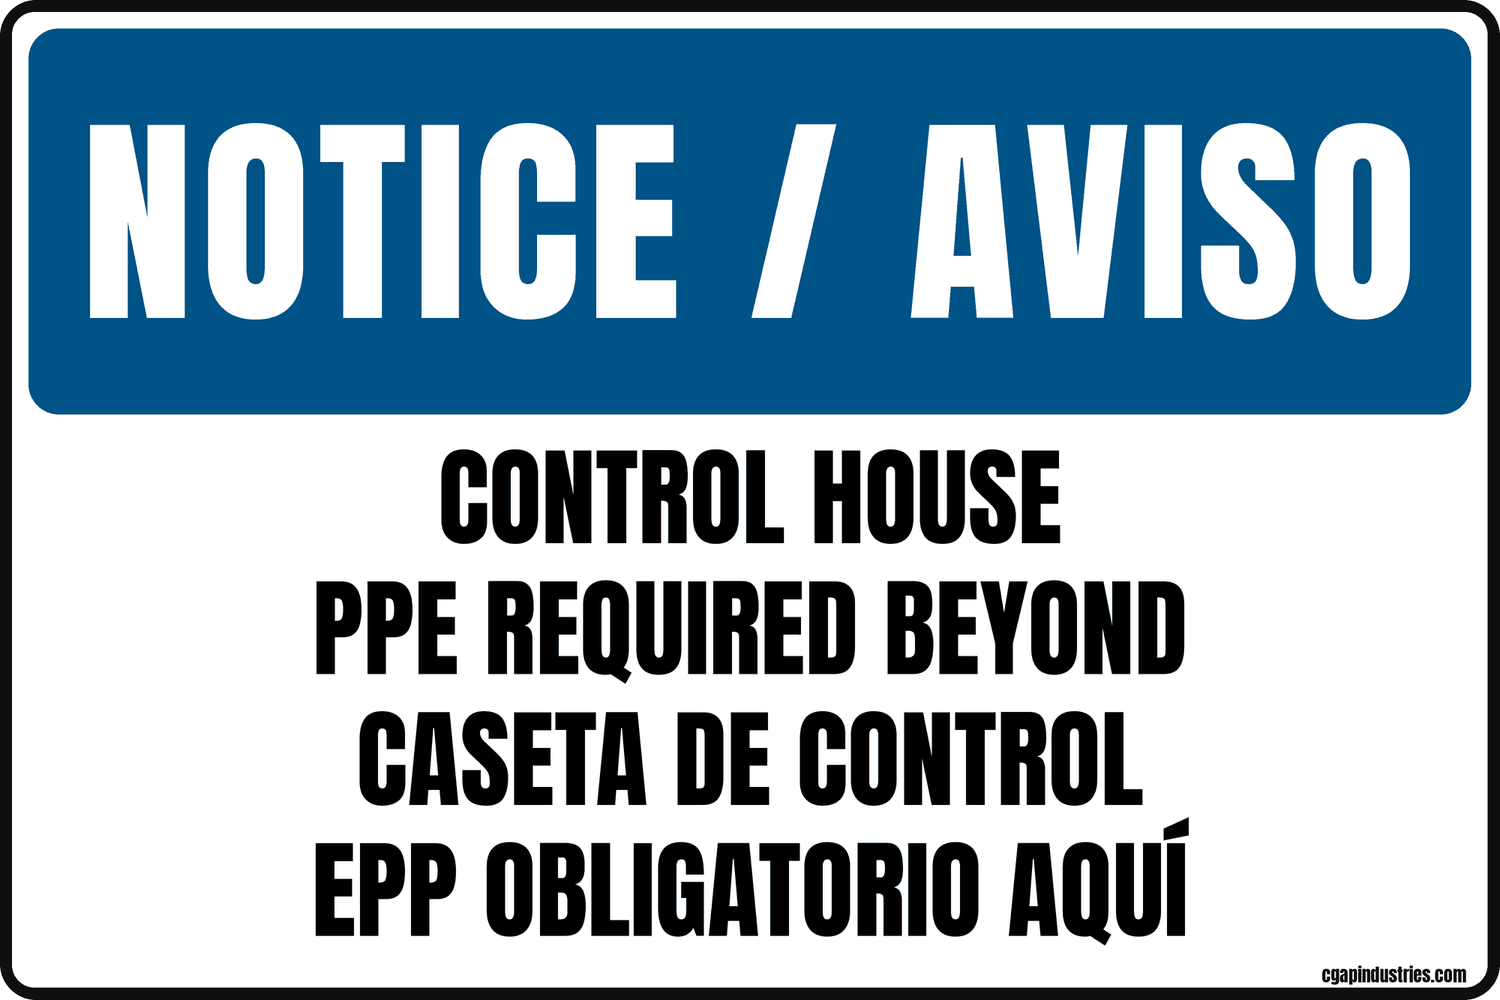 NOTICE / AVISO
CONTROL HOUSE
PPE REQUIRED BEYOND
CASETA DE CONTROL
EPP OBLIGATORIO AQUÍ
cgapindustries.com